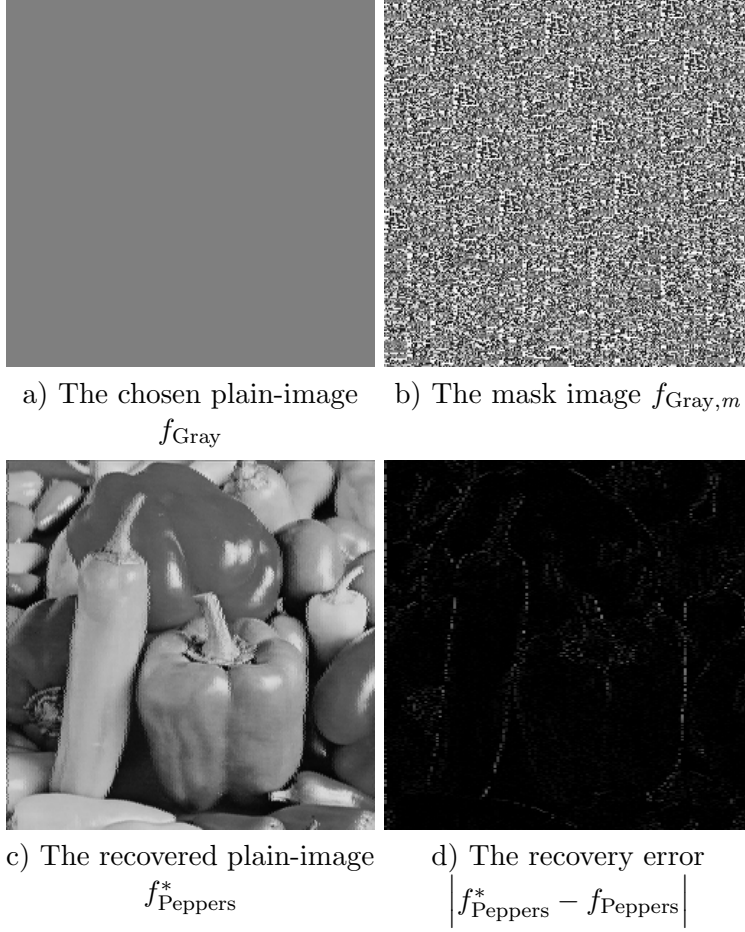 a) The chosen plain-image
f_Gray
b) The mask image f_Gray,m
c) The recovered plain-image
f*_Peppers
d) The recovery error
|f*_Peppers − f_Peppers|